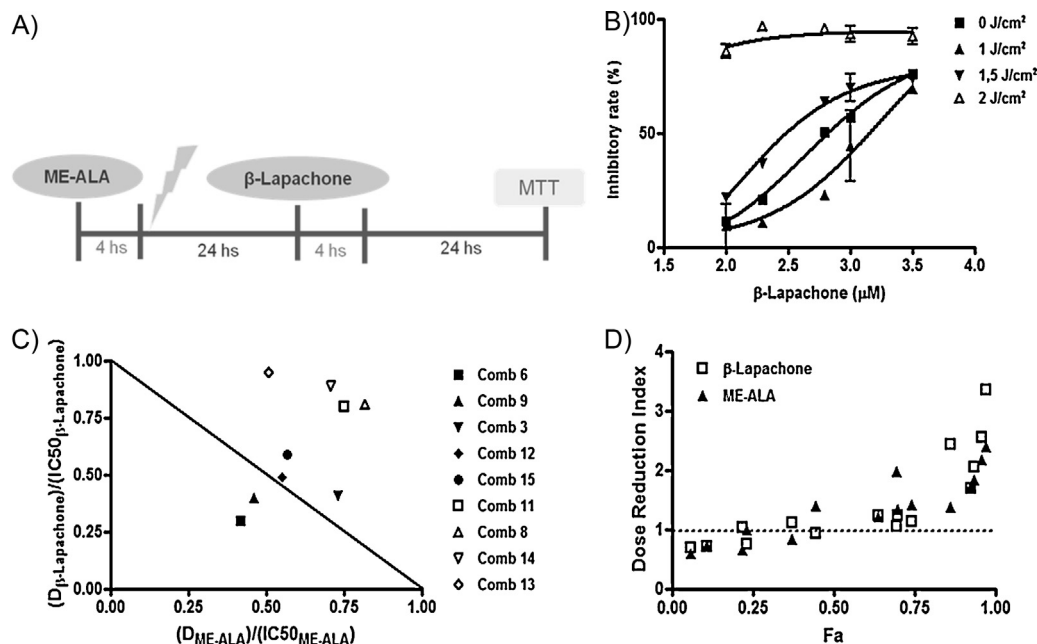 A)
ME-ALA
β-Lapachone
MTT
4 hs
24 hs
4 hs
24 hs
B)
Inhibitory rate (%)
100
50
0
1.5
2.0
2.5
3.0
3.5
4.0
β-Lapachone (μM)
0 J/cm²
1 J/cm²
1,5 J/cm²
2 J/cm²
C)
(Dβ-Lapachone)/(IC50β-Lapachone)
1.00
0.75
0.50
0.25
0.00
0.00
0.25
0.50
0.75
1.00
(DME-ALA)/(IC50ME-ALA)
Comb 6
Comb 9
Comb 3
Comb 12
Comb 15
Comb 11
Comb 8
Comb 14
Comb 13
D)
Dose Reduction Index
4
3
2
1
0
0.00
0.25
0.50
0.75
1.00
Fa
β-Lapachone
ME-ALA